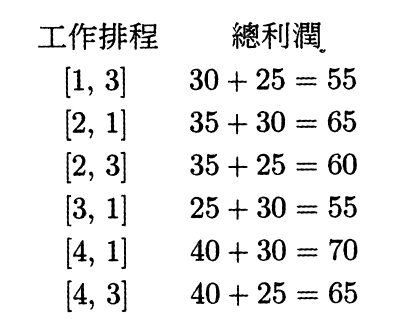 工作排程 總利潤
[1, 3] 30 + 25 = 55
[2, 1] 35 + 30 = 65
[2, 3] 35 + 25 = 60
[3, 1] 25 + 30 = 55
[4, 1] 40 + 30 = 70
[4, 3] 40 + 25 = 65